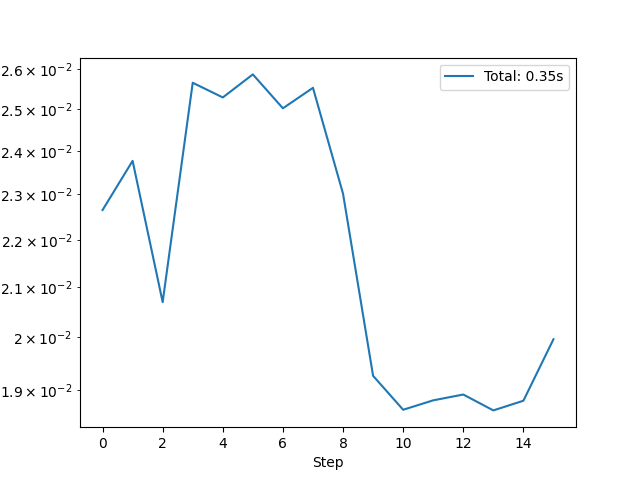 Total: 0.35s
2.6 × 10⁻²
2.5 × 10⁻²
2.4 × 10⁻²
2.3 × 10⁻²
2.2 × 10⁻²
2.1 × 10⁻²
2 × 10⁻²
1.9 × 10⁻²
0 2 4 6 8 10 12 14
Step